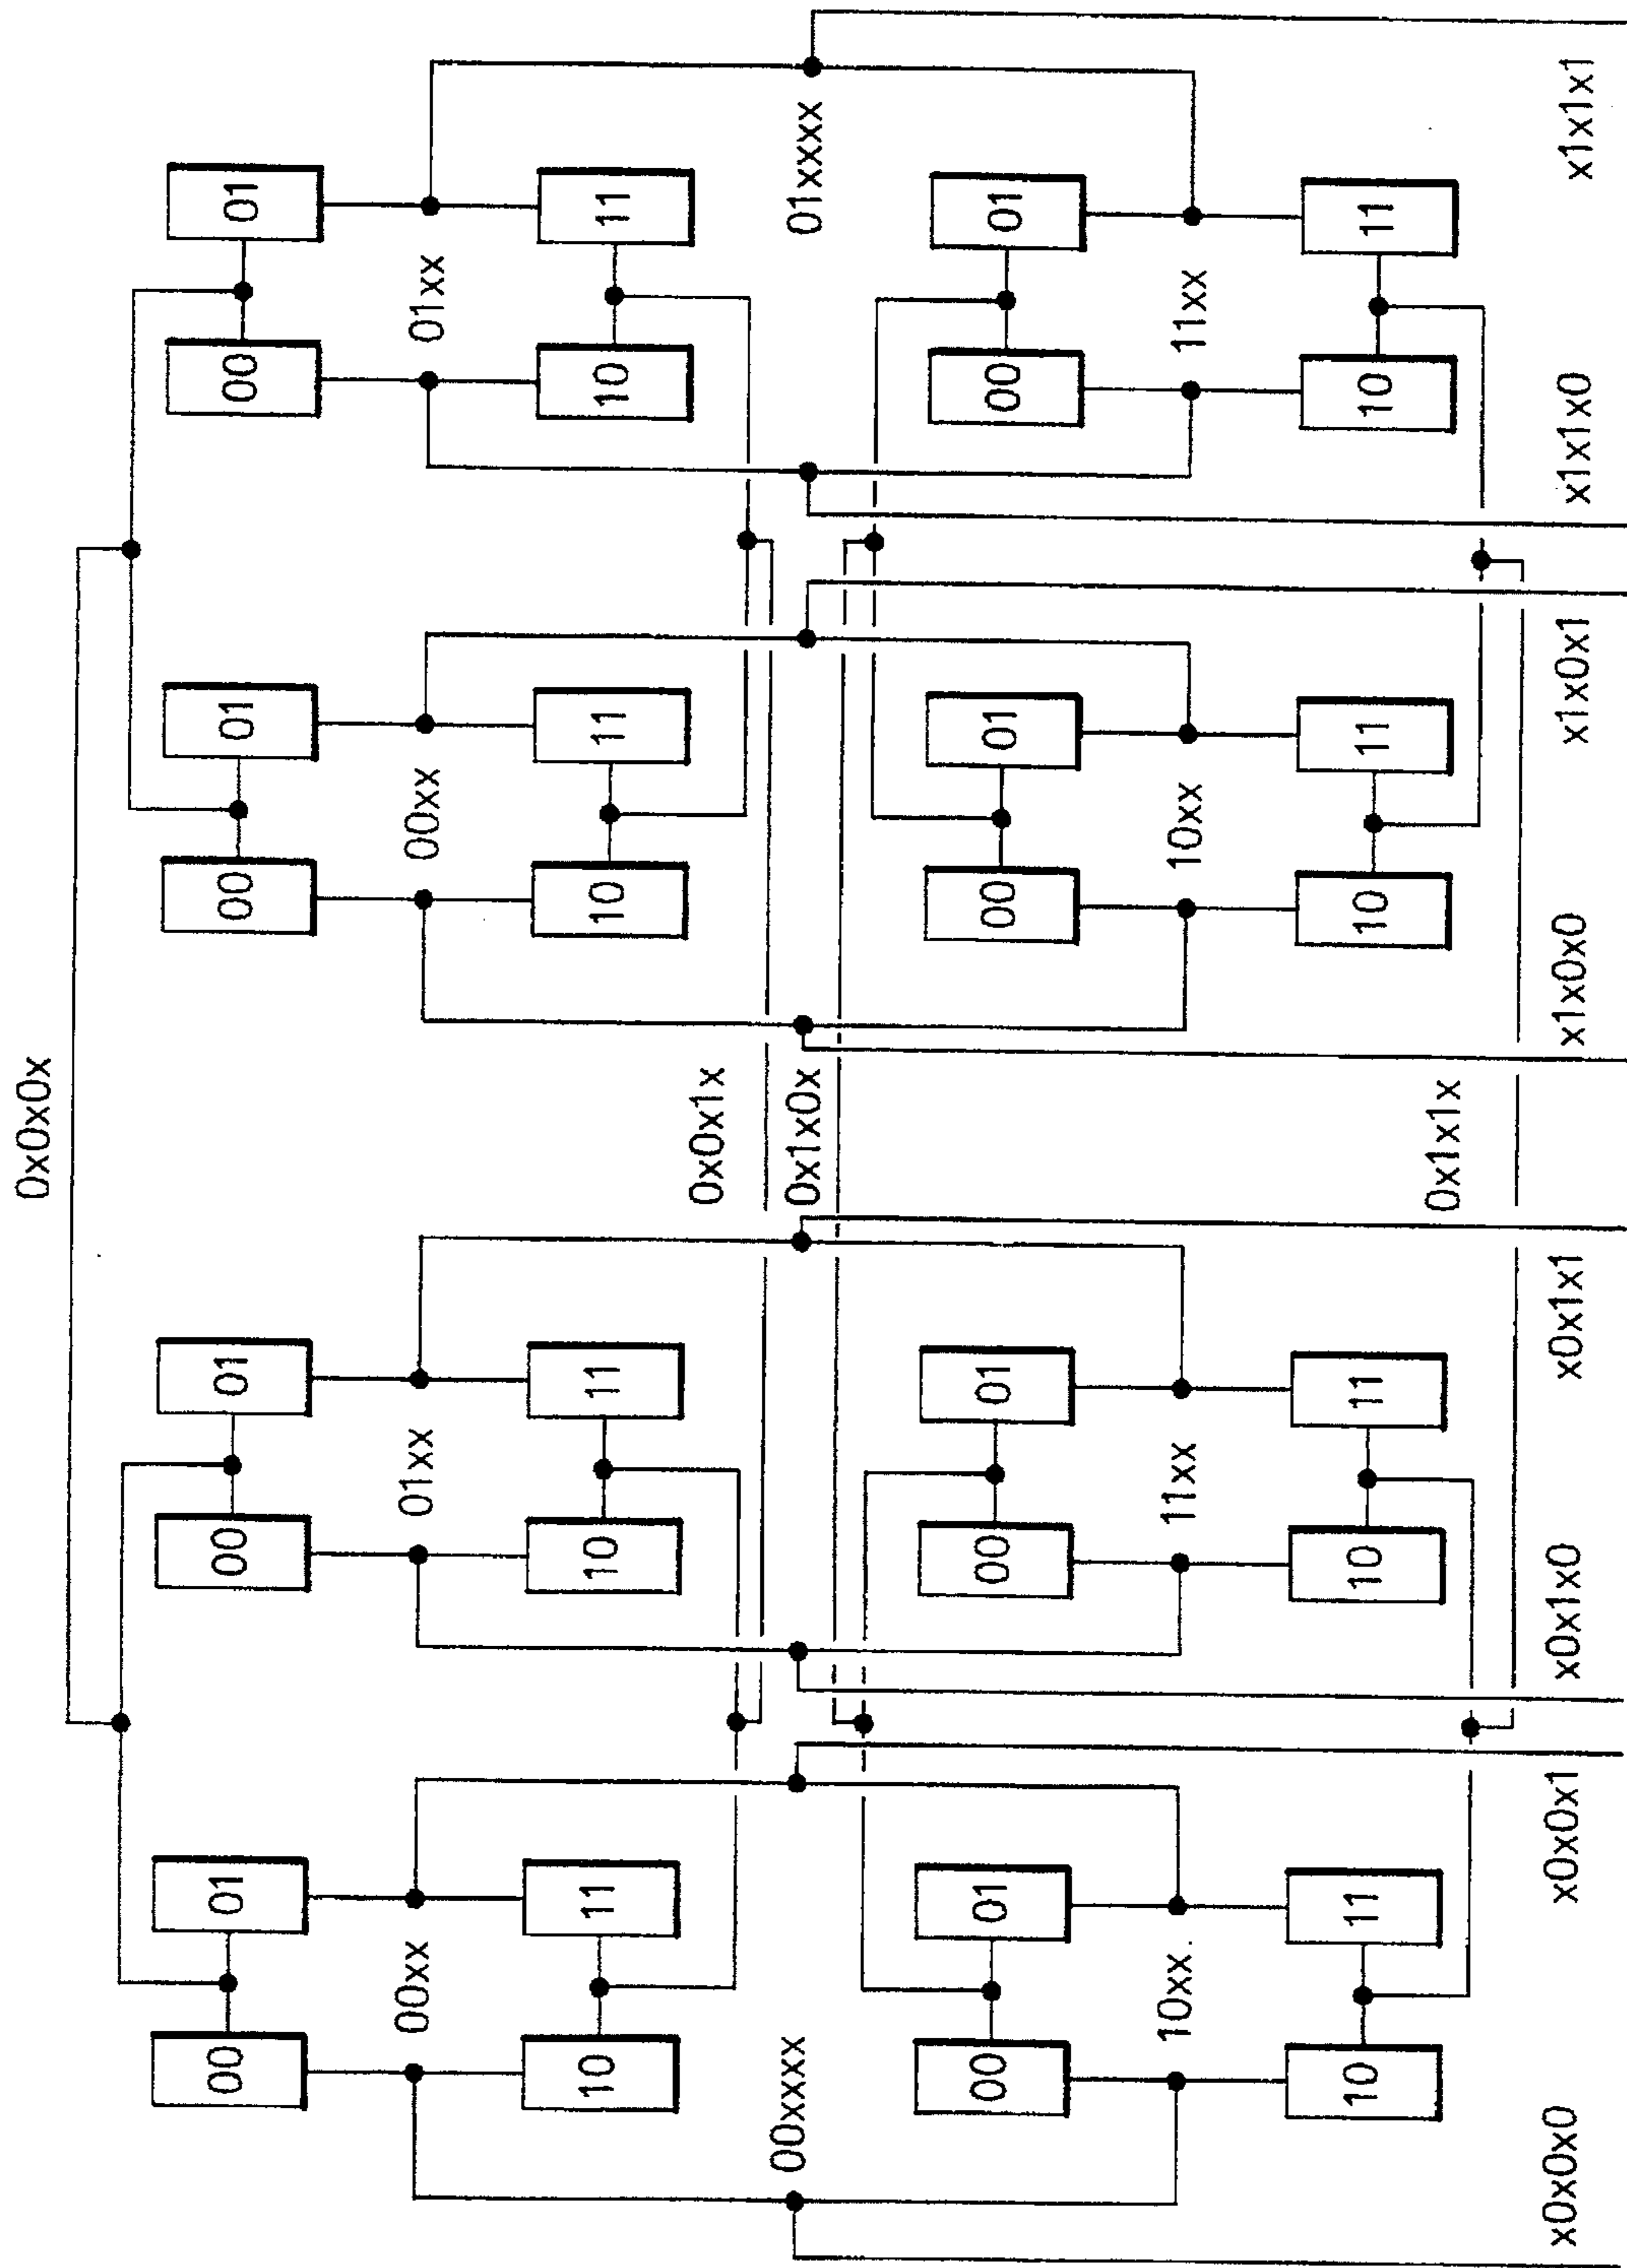 0x0x0x
00 01 00 01 00 01 00 01
00xx 01xx 00xx 01xx
10 11 10 11 10 11 10 11
0x0x1x
00xxxx 0x1x0x 01xxxx
00 01 00 01 00 01 00 01
10xx. 11xx 10xx 11xx
10 11 10 11 10 11 10 11
0x1x1x
x0x0x0 x0x0x1 x0x1x0 x0x1x1 x1x0x0 x1x0x1 x1x1x0 x1x1x1